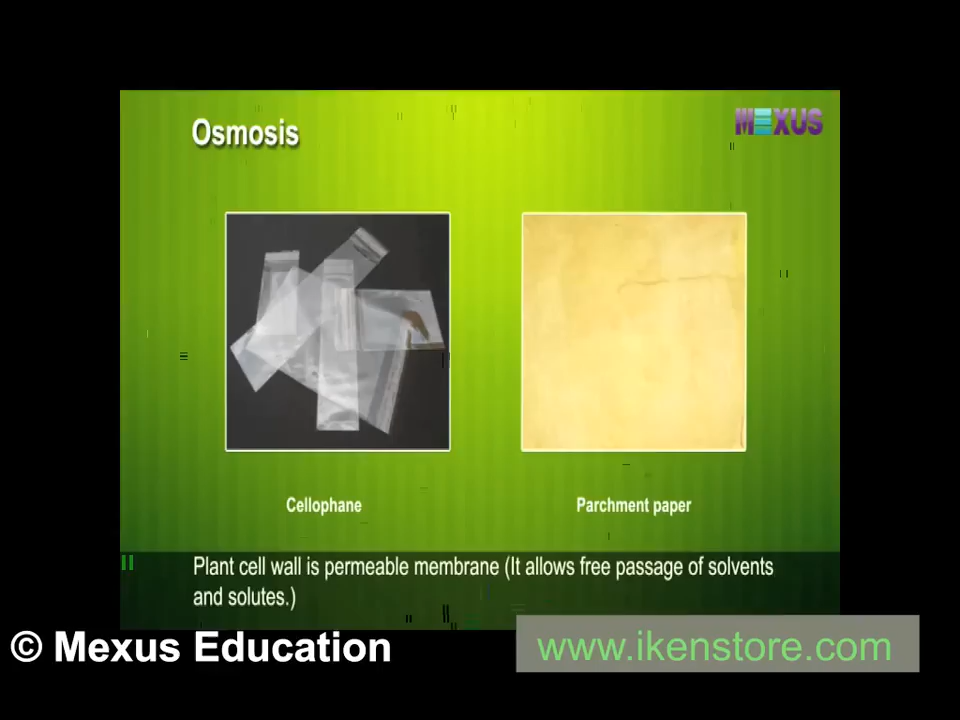 Osmosis
MEXUS
Cellophane
Parchment paper
Plant cell wall is permeable membrane (It allows free passage of solvents
and solutes.)
© Mexus Education
www.ikenstore.com